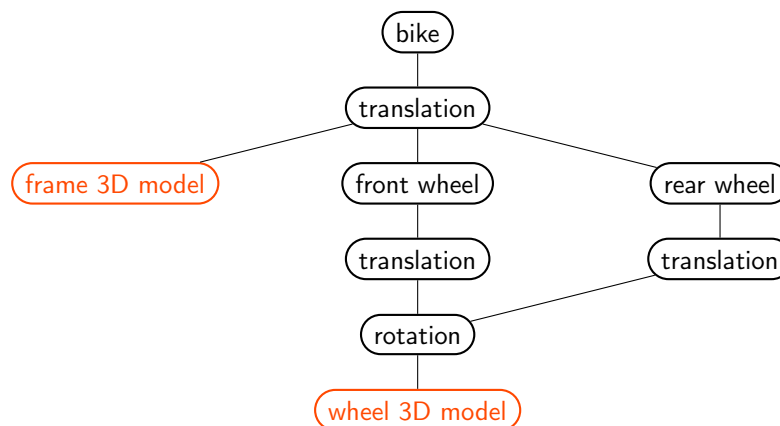 bike
translation
frame 3D model
front wheel
rear wheel
translation
translation
rotation
wheel 3D model